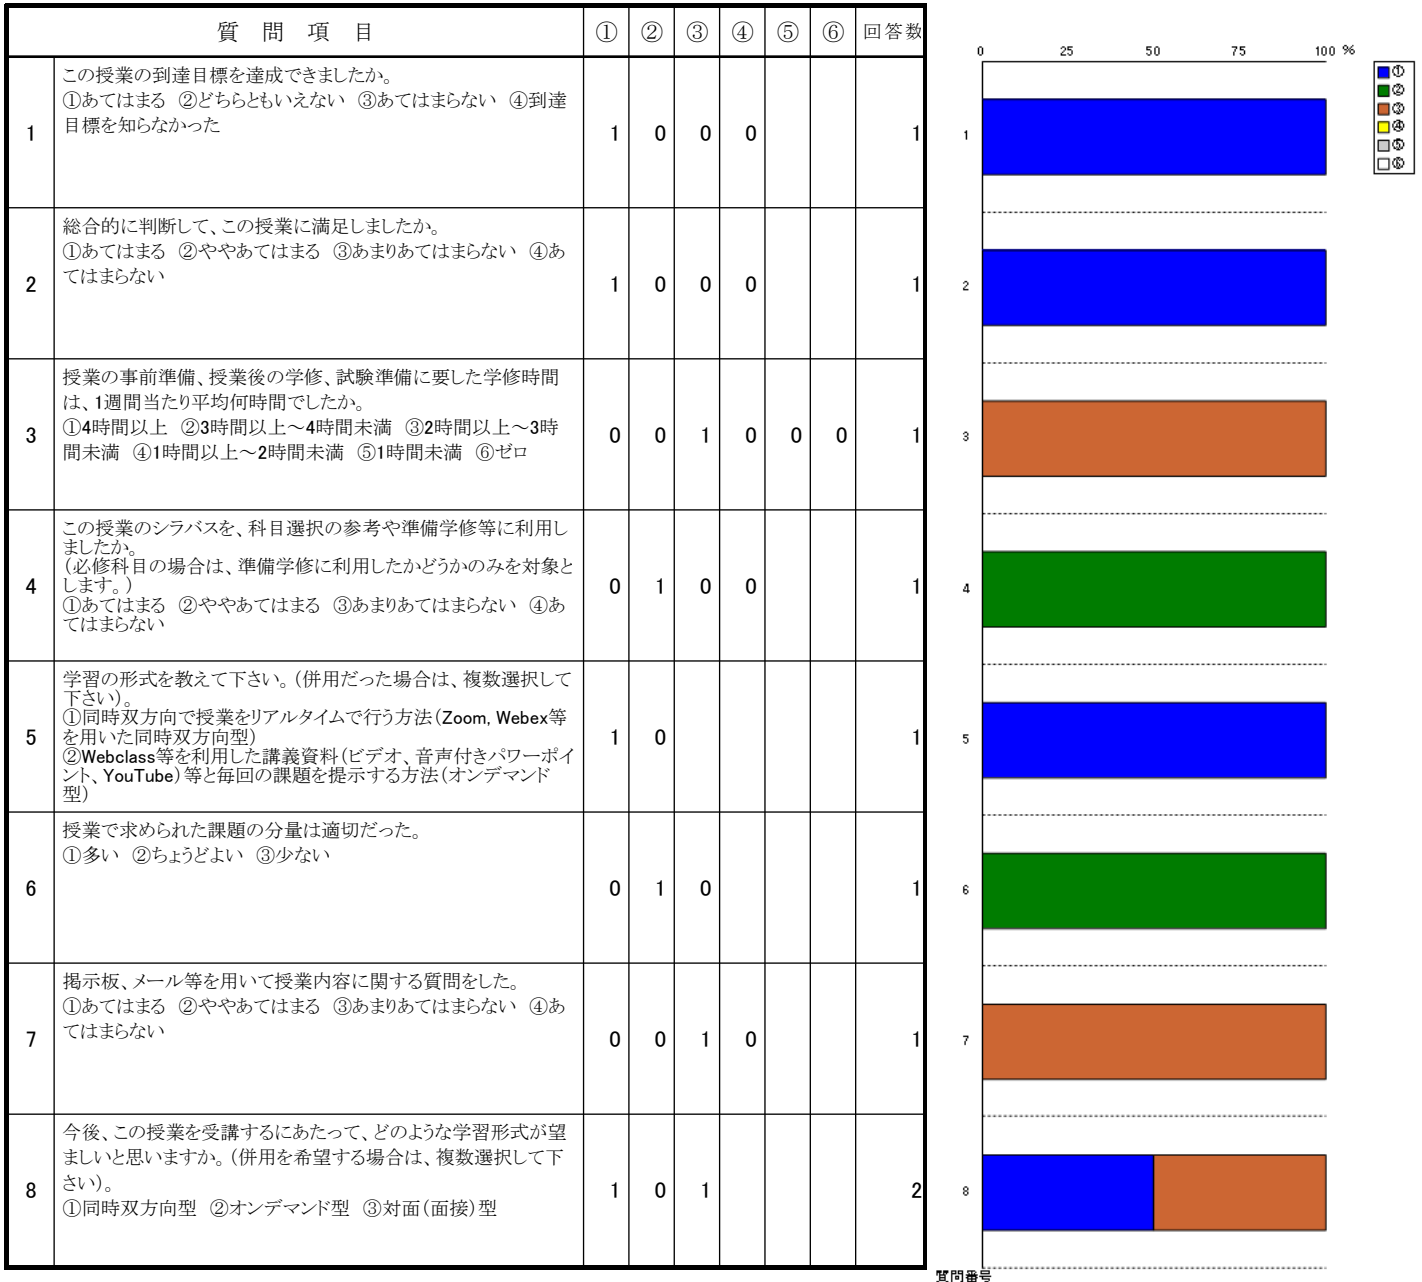 質 問 項 目 ① ② ③ ④ ⑤ ⑥ 回答数
1
この授業の到達目標を達成できましたか。
①あてはまる ②どちらともいえない ③あてはまらない ④到達
目標を知らなかった
1 0 0 0 1
2
総合的に判断して、この授業に満足しましたか。
①あてはまる ②ややあてはまる ③あまりあてはまらない ④あ
てはまらない
1 0 0 0 1
3
授業の事前準備、授業後の学修、試験準備に要した学修時間
は、1週間当たり平均何時間でしたか。
①4時間以上 ②3時間以上～4時間未満 ③2時間以上～3時
間未満 ④1時間以上～2時間未満 ⑤1時間未満 ⑥ゼロ
0 0 1 0 0 0 1
4
この授業のシラバスを、科目選択の参考や準備学修等に利用し
ましたか。
（必修科目の場合は、準備学修に利用したかどうかのみを対象と
します。）
①あてはまる ②ややあてはまる ③あまりあてはまらない ④あ
てはまらない
0 1 0 0 1
5
学習の形式を教えて下さい。（併用だった場合は、複数選択して
下さい）。
①同時双方向で授業をリアルタイムで行う方法（Zoom, Webex等
を用いた同時双方向型）
②Webclass等を利用した講義資料（ビデオ、音声付きパワーポイ
ント、YouTube）等と毎回の課題を提示する方法（オンデマンド
型）
1 0 1
6
授業で求められた課題の分量は適切だった。
①多い ②ちょうどよい ③少ない
0 1 0 1
7
掲示板、メール等を用いて授業内容に関する質問をした。
①あてはまる ②ややあてはまる ③あまりあてはまらない ④あ
てはまらない
0 0 1 0 1
8
今後、この授業を受講するにあたって、どのような学習形式が望
ましいと思いますか。（併用を希望する場合は、複数選択して下
さい）。
①同時双方向型 ②オンデマンド型 ③対面（面接）型
1 0 1 2
0 25 50 75 100 %
1
2
3
4
5
6
7
8
質問番号
①
②
③
④
⑤
⑥